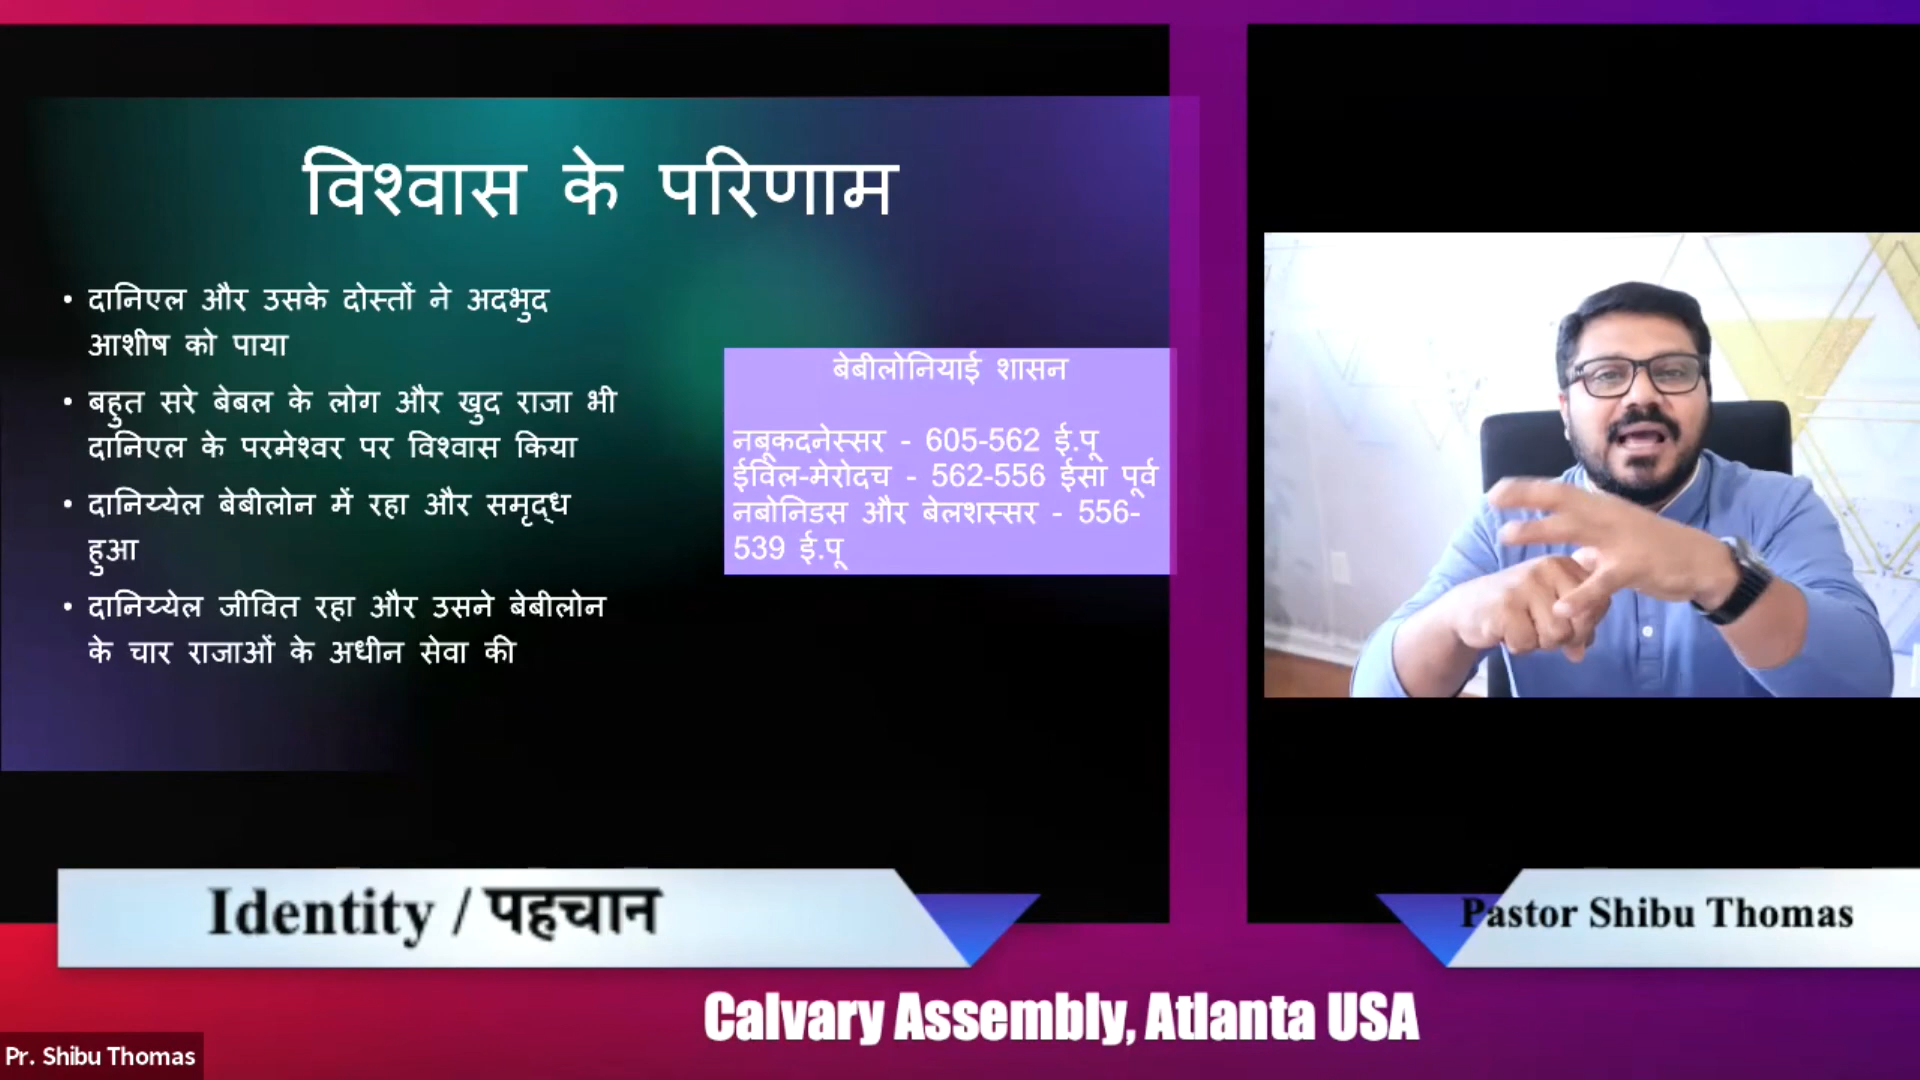 विश्वास के परिणाम
• दानिएल और उसके दोस्तों ने अदभुद
आशीष को पाया
• बहुत सरे बेबल के लोग और खुद राजा भी
दानिएल के परमेश्वर पर विश्वास किया
• दानिय्येल बेबीलोन में रहा और समृद्ध
हुआ
• दानिय्येल जीवित रहा और उसने बेबीलोन
के चार राजाओं के अधीन सेवा की
बेबीलोनियाई शासन
नबूकदनेस्सर - 605-562 ई.पू
ईविल-मेरोदच - 562-556 ईसा पूर्व
नबोनिडस और बेलशस्सर - 556-
539 ई.पू
Identity / पहचान
Pastor Shibu Thomas
Calvary Assembly, Atlanta USA
Pr. Shibu Thomas